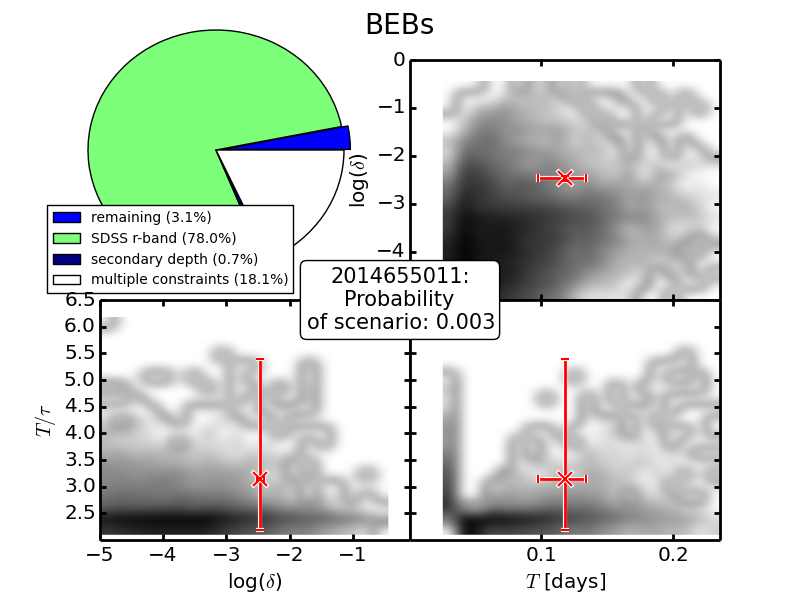 BEBs
remaining (3.1%)
SDSS r-band (78.0%)
secondary depth (0.7%)
multiple constraints (18.1%)
0
−1
−2
−3
−4
log(δ)
2014655011:
Probability
of scenario: 0.003
6.5
6.0
5.5
5.0
4.5
4.0
3.5
3.0
2.5
T/τ
−5 −4 −3 −2 −1
log(δ)
0.1 0.2
T [days]